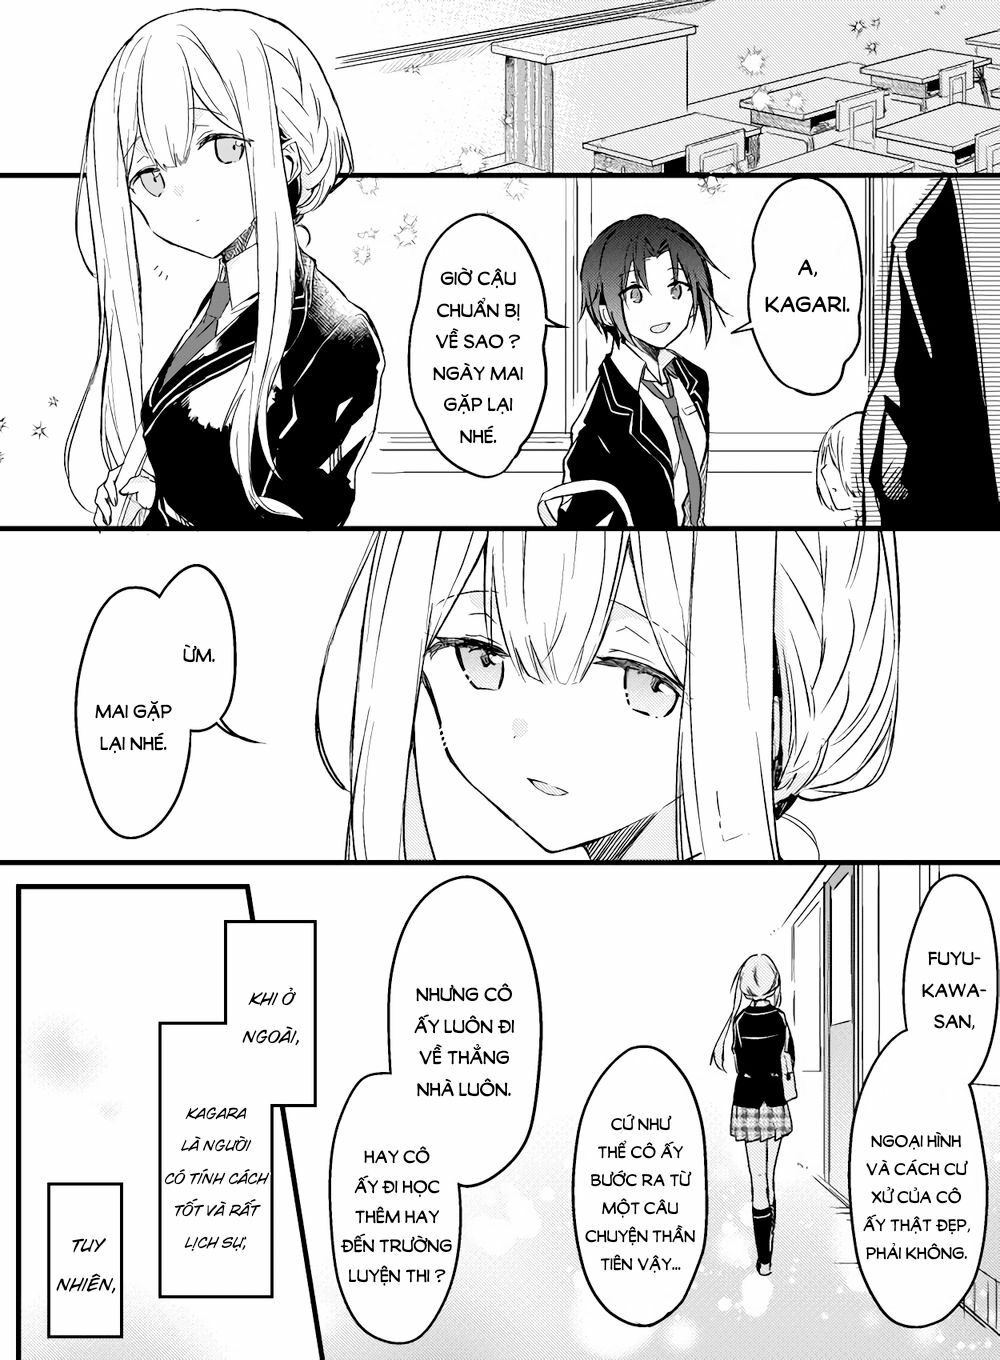 A,
KAGARI.
GIỜ CẬU
CHUẨN BỊ
VỀ SAO ?
NGÀY MAI
GẶP LẠI
NHÉ.
ỪM.
MAI GẶP
LẠI NHÉ.
FUYU-
KAWA-
SAN,
NGOẠI HÌNH
VÀ CÁCH CƯ
XỬ CỦA CÔ
ẤY THẬT ĐẸP,
PHẢI KHÔNG.
CỨ NHƯ
THỂ CÔ ẤY
BƯỚC RA TỪ
MỘT CÂU
CHUYỆN THẦN
TIÊN VẬY...
NHƯNG CÔ
ẤY LUÔN ĐI
VỀ THẲNG
NHÀ LUÔN.
HAY CÔ
ẤY ĐI HỌC
THÊM HAY
ĐẾN TRƯỜNG
LUYỆN THI ?
KHI Ở
NGOÀI,
KAGARA
LÀ NGƯỜI
CÓ TÍNH CÁCH
TỐT VÀ RẤT
LỊCH SỰ,
TUY
NHIÊN,